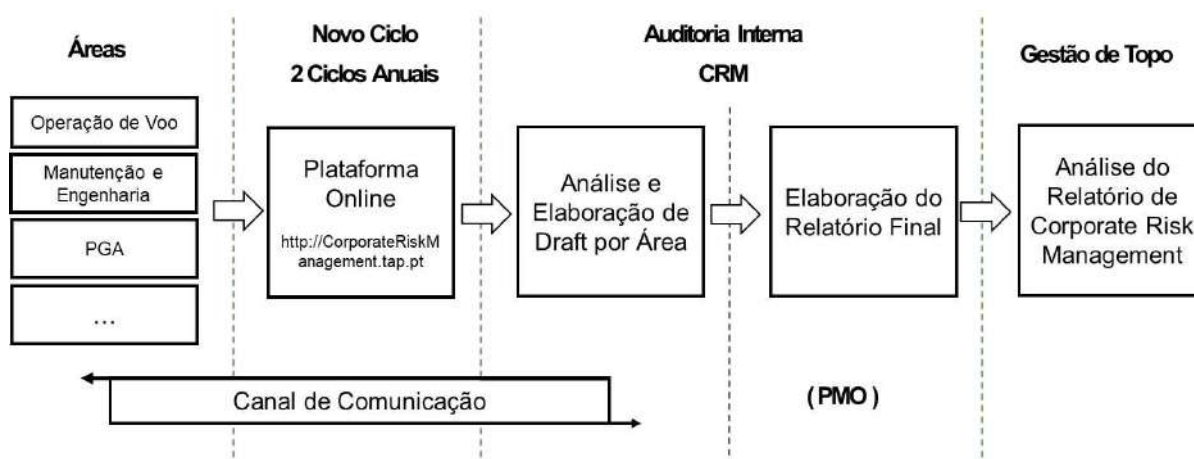 Áreas
Operação de Voo
Manutenção e
Engenharia
PGA
...
Novo Ciclo
2 Ciclos Anuais
Plataforma
Online
http://CorporateRiskM
anagement.tap.pt
Auditoria Interna
CRM
Análise e
Elaboração de
Draft por Área
Elaboração do
Relatório Final
Gestão de Topo
Análise do
Relatório de
Corporate Risk
Management
Canal de Comunicação
( PMO )